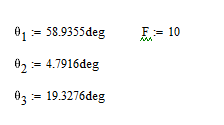 θ1 := 58.9355deg F := 10
θ2 := 4.7916deg
θ3 := 19.3276deg